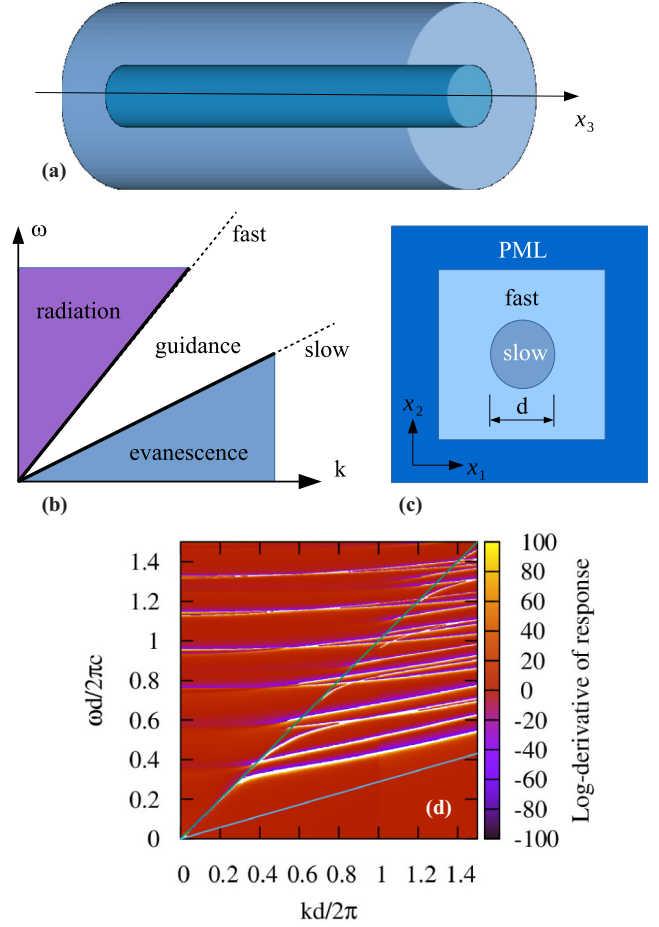 x₃
(a)
ω
fast
radiation
guidance
slow
evanescence
k
(b)
PML
fast
slow
d
x₂
x₁
(c)
1.4
1.2
1
0.8
0.6
0.4
0.2
0
ωd/2πc
0 0.2 0.4 0.6 0.8 1 1.2 1.4
kd/2π
(d)
100
80
60
40
20
0
-20
-40
-60
-80
-100
Log-derivative of response